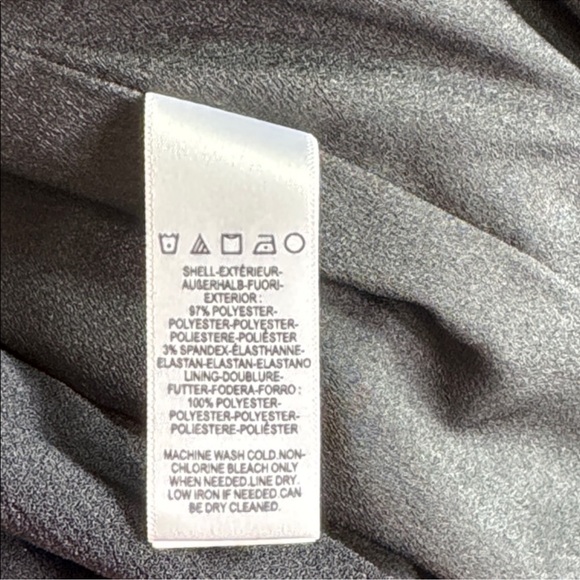 SHELL-EXTÉRIEUR-
AUßERHALB-FUORI-
EXTERIOR :
97% POLYESTER-
POLYESTER-POLYESTER-
POLIESTERE-POLIÉSTER
3% SPANDEX-ÉLASTHANNE-
ELASTAN-ELASTAN-ELASTANO
LINING-DOUBLURE-
FUTTER-FODERA-FORRO :
100% POLYESTER-
POLYESTER-POLYESTER-
POLIESTERE-POLIÉSTER
MACHINE WASH COLD.NON-
CHLORINE BLEACH ONLY
WHEN NEEDED.LINE DRY.
LOW IRON IF NEEDED.CAN
BE DRY CLEANED.